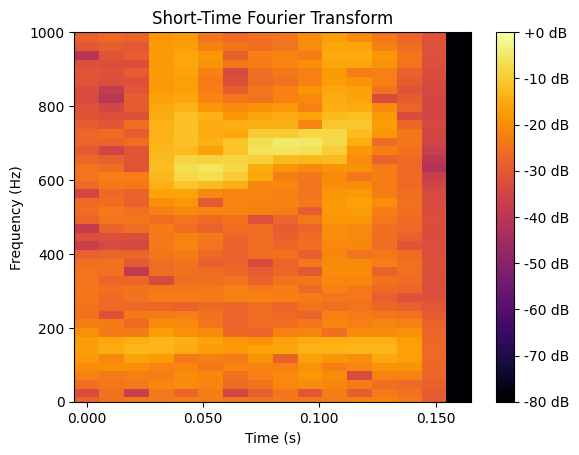 Short-Time Fourier Transform
1000
800
600
400
200
0
Frequency (Hz)
0.000
0.050
0.100
0.150
Time (s)
+0 dB
-10 dB
-20 dB
-30 dB
-40 dB
-50 dB
-60 dB
-70 dB
-80 dB